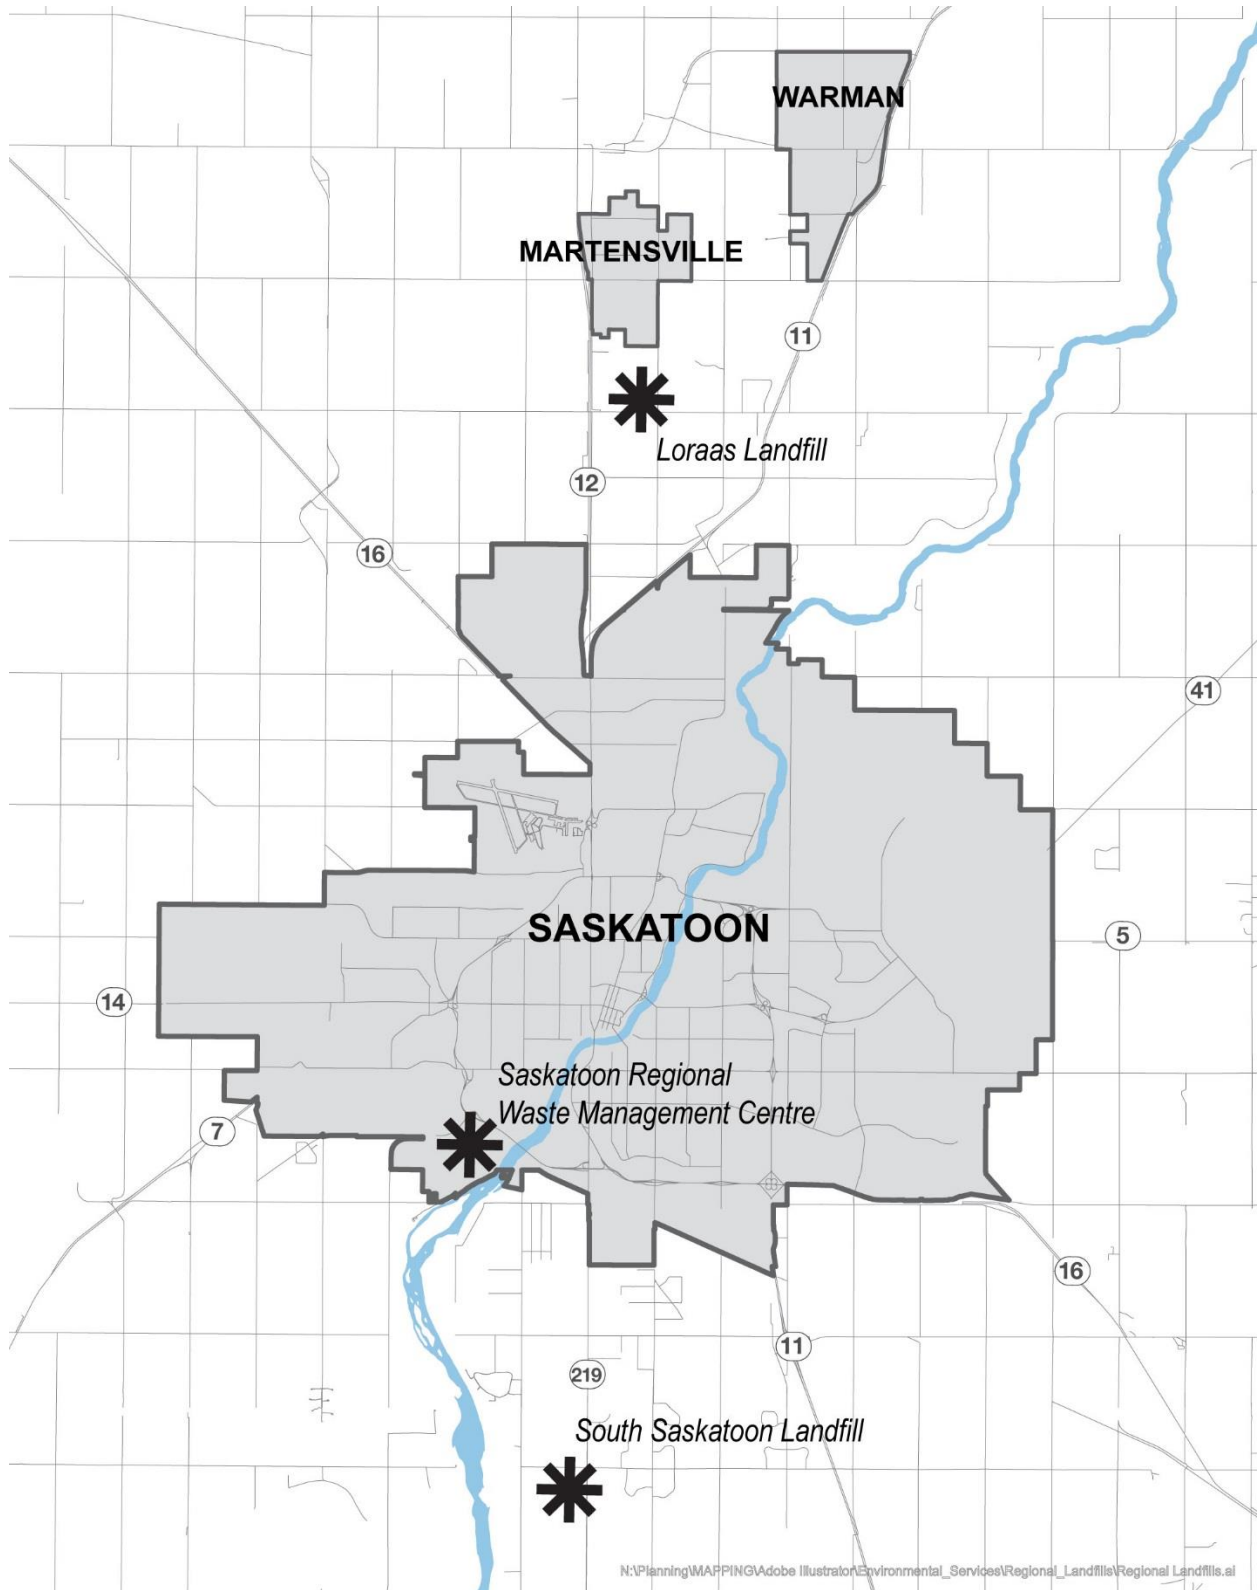 WARMAN
MARTENSVILLE
11
Loraas Landfill
12
16
41
SASKATOON
5
14
Saskatoon Regional
Waste Management Centre
7
16
11
219
South Saskatoon Landfill
N:\Planning\MAPPING\Adobe Illustrator\Environmental_Services\Regional_Landfills\Regional Landfills.ai